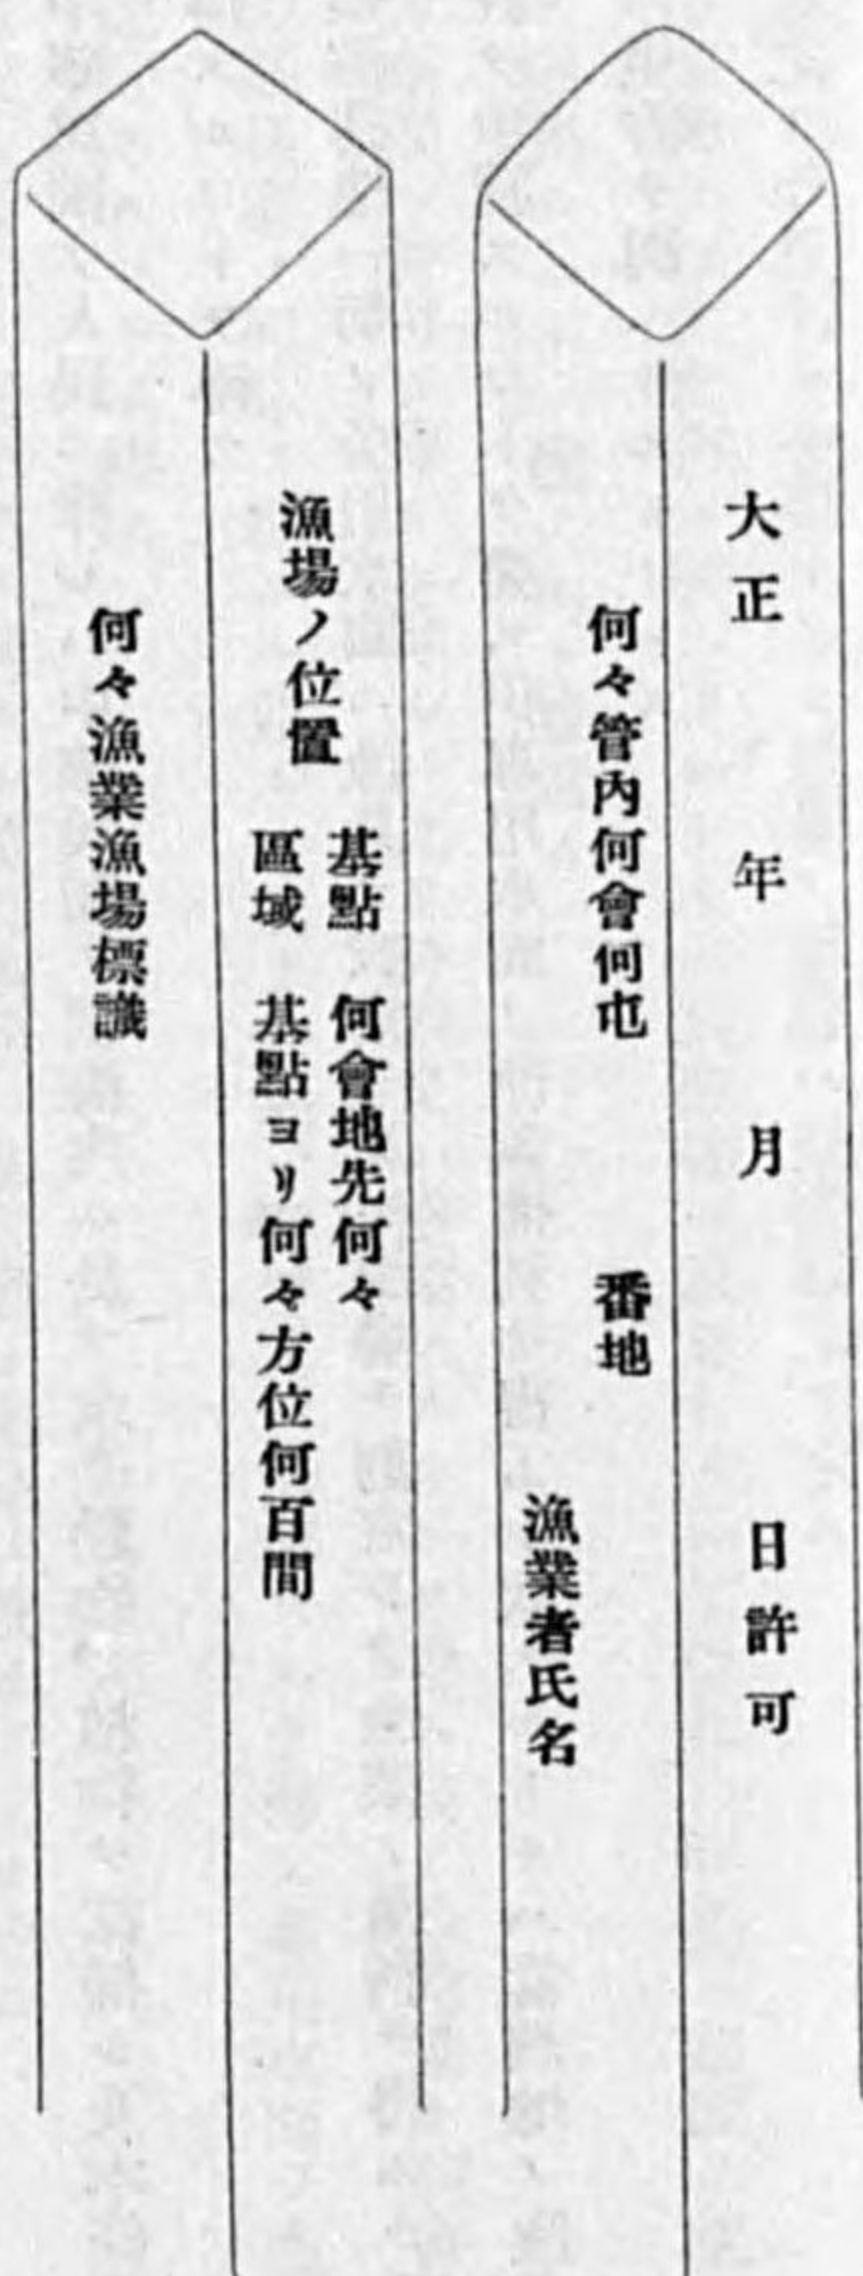 大正　年　月　日許可
何々管內何會何屯　番地
漁業者氏名
漁場ノ位置
基點　何會地先何々
區域　基點ヨリ何々方位何百間
何々漁業漁場標識